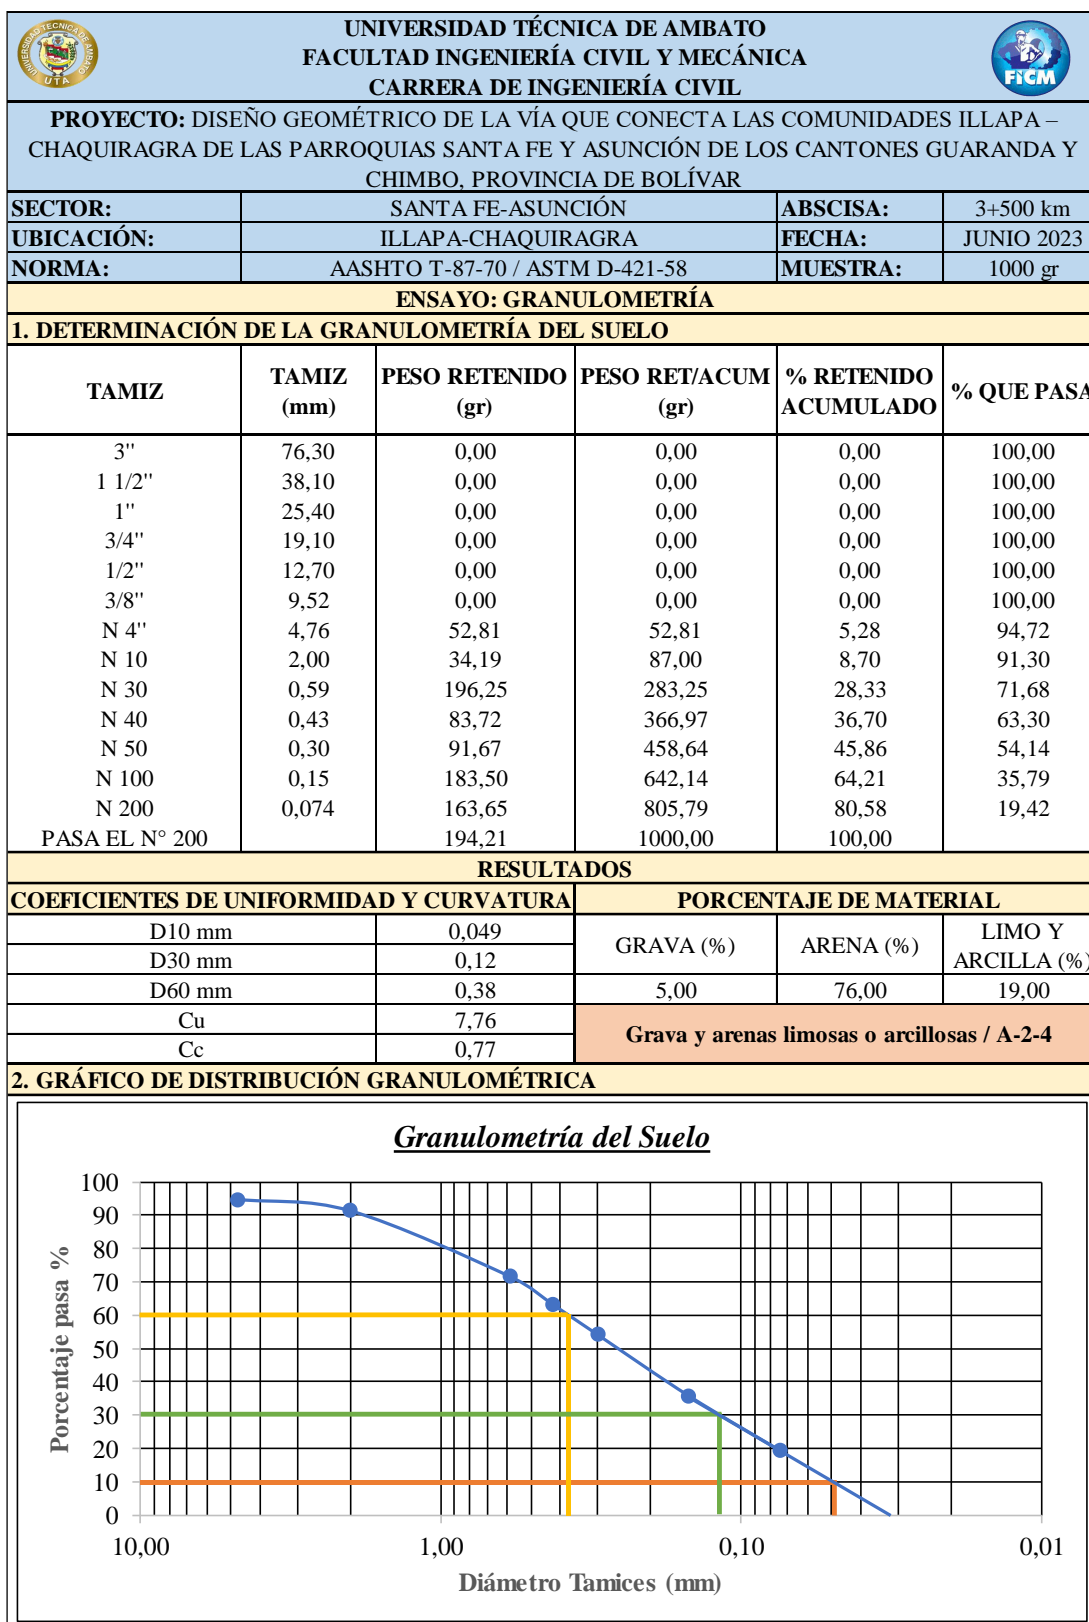 UNIVERSIDAD TÉCNICA DE AMBATO
FACULTAD INGENIERÍA CIVIL Y MECÁNICA
CARRERA DE INGENIERÍA CIVIL
UTA
FICM
PROYECTO: DISEÑO GEOMÉTRICO DE LA VÍA QUE CONECTA LAS COMUNIDADES ILLAPA –
CHAQUIRAGRA DE LAS PARROQUIAS SANTA FE Y ASUNCIÓN DE LOS CANTONES GUARANDA Y
CHIMBO, PROVINCIA DE BOLÍVAR
SECTOR: SANTA FE-ASUNCIÓN ABSCISA: 3+500 km
UBICACIÓN: ILLAPA-CHAQUIRAGRA FECHA: JUNIO 2023
NORMA: AASHTO T-87-70 / ASTM D-421-58 MUESTRA: 1000 gr
ENSAYO: GRANULOMETRÍA
1. DETERMINACIÓN DE LA GRANULOMETRÍA DEL SUELO
TAMIZ TAMIZ (mm) PESO RETENIDO (gr) PESO RET/ACUM (gr) % RETENIDO ACUMULADO % QUE PASA
3'' 76,30 0,00 0,00 0,00 100,00
1 1/2'' 38,10 0,00 0,00 0,00 100,00
1'' 25,40 0,00 0,00 0,00 100,00
3/4'' 19,10 0,00 0,00 0,00 100,00
1/2'' 12,70 0,00 0,00 0,00 100,00
3/8'' 9,52 0,00 0,00 0,00 100,00
N 4'' 4,76 52,81 52,81 5,28 94,72
N 10 2,00 34,19 87,00 8,70 91,30
N 30 0,59 196,25 283,25 28,33 71,68
N 40 0,43 83,72 366,97 36,70 63,30
N 50 0,30 91,67 458,64 45,86 54,14
N 100 0,15 183,50 642,14 64,21 35,79
N 200 0,074 163,65 805,79 80,58 19,42
PASA EL N° 200 194,21 1000,00 100,00
RESULTADOS
COEFICIENTES DE UNIFORMIDAD Y CURVATURA PORCENTAJE DE MATERIAL
D10 mm 0,049 GRAVA (%) ARENA (%) LIMO Y ARCILLA (%)
D30 mm 0,12
D60 mm 0,38 5,00 76,00 19,00
Cu 7,76 Grava y arenas limosas o arcillosas / A-2-4
Cc 0,77
2. GRÁFICO DE DISTRIBUCIÓN GRANULOMÉTRICA
Granulometría del Suelo
Porcentaje pasa %
100
90
80
70
60
50
40
30
20
10
0
10,00 1,00 0,10 0,01
Diámetro Tamices (mm)